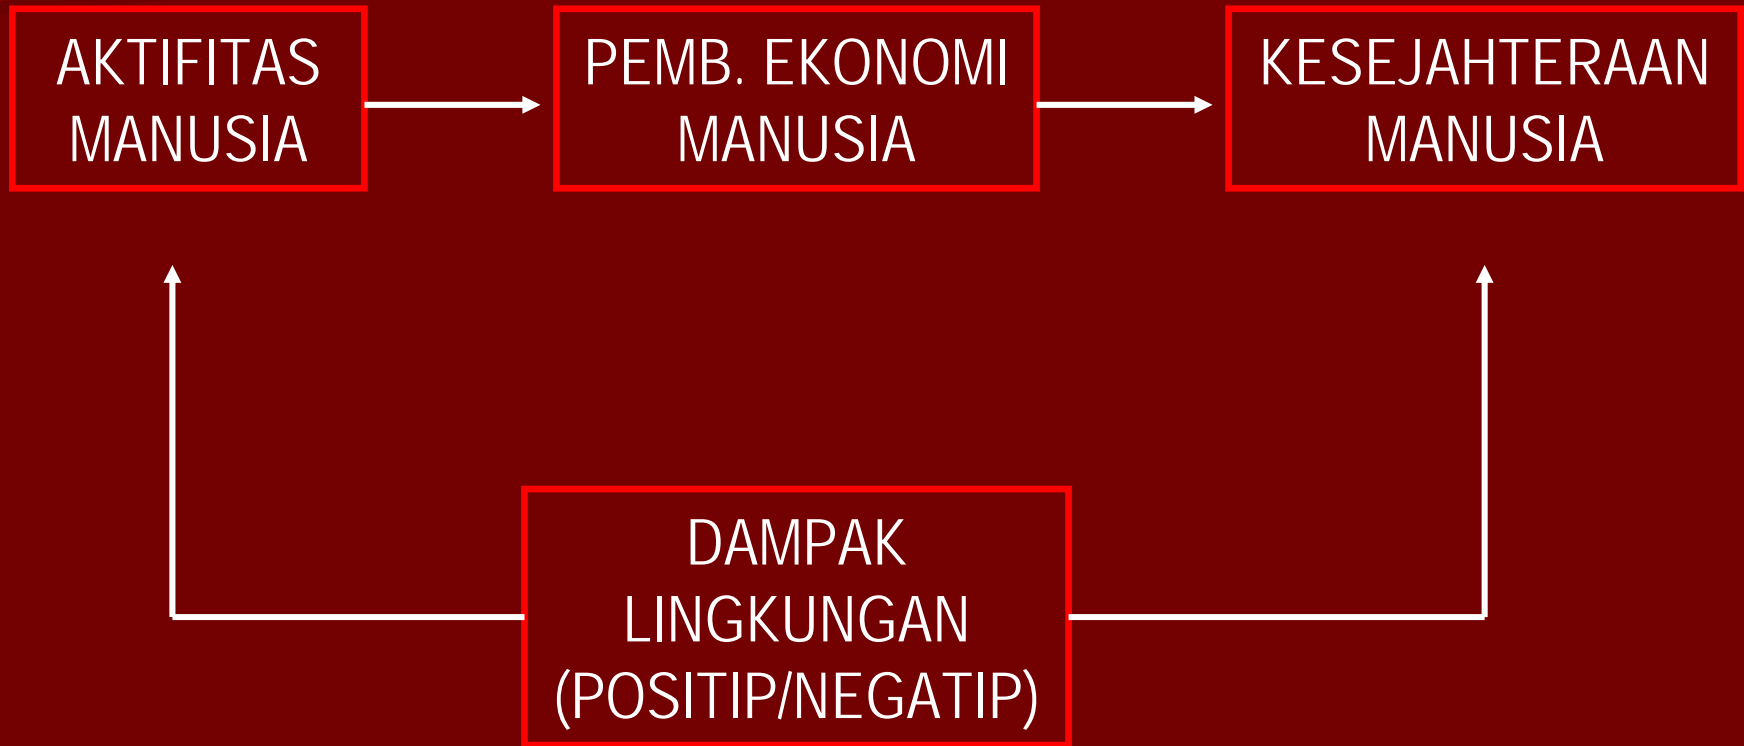 AKTIFITAS
MANUSIA
PEMB. EKONOMI
MANUSIA
KESEJAHTERAAN
MANUSIA
DAMPAK
LINGKUNGAN
(POSITIP/NEGATIP)